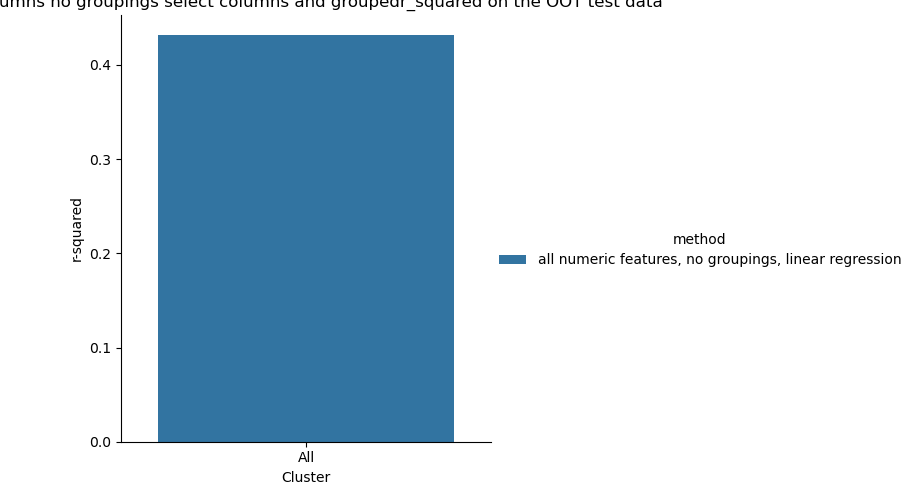 no groupings select columns and groupedr_squared on the OOT test data
0.4
0.3
0.2
0.1
0.0
r-squared
All
Cluster
method
all numeric features, no groupings, linear regression